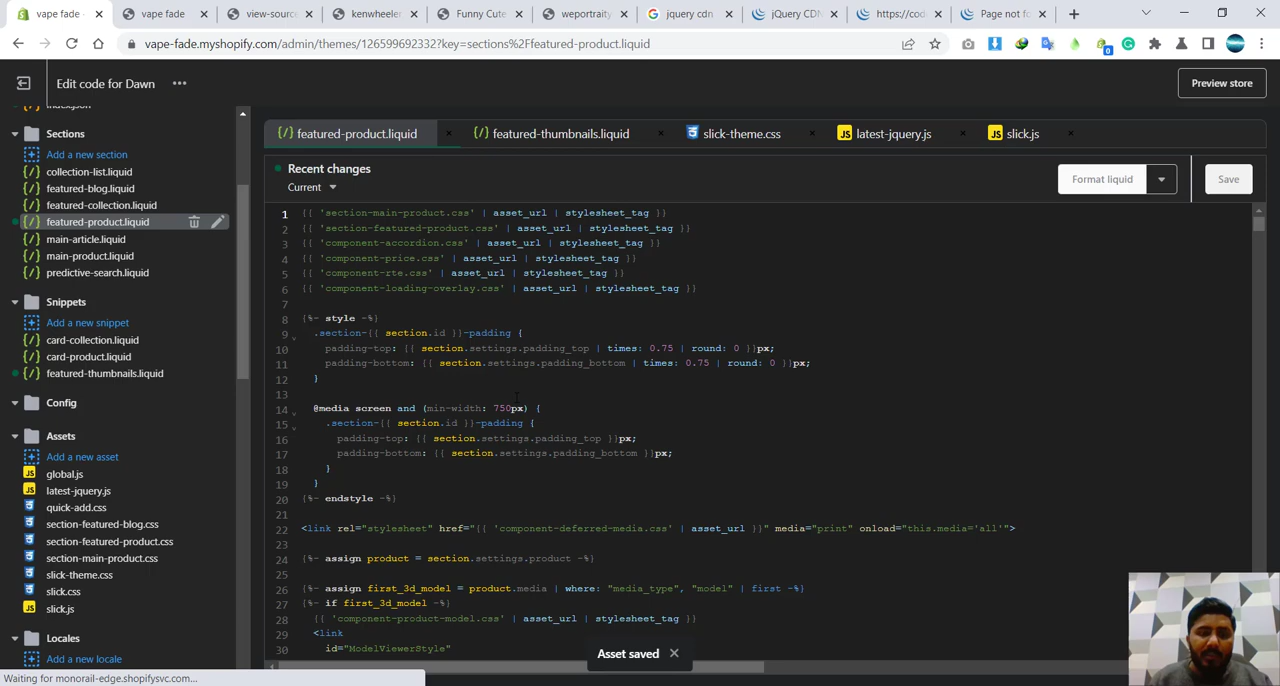 vape fade
vape fade
view-source
kenwheeler
Funny Cute
weportraity
jquery cdn
jQuery CDN
https://cod
Page not fo
vape-fade.myshopify.com/admin/themes/126599692332?key=sections%2Ffeatured-product.liquid
0
Edit code for Dawn
Preview store
index.json
Sections
Add a new section
collection-list.liquid
featured-blog.liquid
featured-collection.liquid
featured-product.liquid
main-article.liquid
main-product.liquid
predictive-search.liquid
Snippets
Add a new snippet
card-collection.liquid
card-product.liquid
featured-thumbnails.liquid
Config
Assets
Add a new asset
JS global.js
JS latest-jquery.js
quick-add.css
section-featured-blog.css
section-featured-product.css
section-main-product.css
slick-theme.css
slick.css
JS slick.js
Locales
Add a new locale
Waiting for monorail-edge.shopifysvc.com...
{/} featured-product.liquid
{/} featured-thumbnails.liquid
slick-theme.css
JS latest-jquery.js
JS slick.js
Recent changes
Current
Format liquid
Save
1 {{ 'section-main-product.css' | asset_url | stylesheet_tag }}
2 {{ 'section-featured-product.css' | asset_url | stylesheet_tag }}
3 {{ 'component-accordion.css' | asset_url | stylesheet_tag }}
4 {{ 'component-price.css' | asset_url | stylesheet_tag }}
5 {{ 'component-rte.css' | asset_url | stylesheet_tag }}
6 {{ 'component-loading-overlay.css' | asset_url | stylesheet_tag }}
7
8 {%- style -%}
9 .section-{{ section.id }}-padding {
10 padding-top: {{ section.settings.padding_top | times: 0.75 | round: 0 }}px;
11 padding-bottom: {{ section.settings.padding_bottom | times: 0.75 | round: 0 }}px;
12 }
13
14 @media screen and (min-width: 750px) {
15 .section-{{ section.id }}-padding {
16 padding-top: {{ section.settings.padding_top }}px;
17 padding-bottom: {{ section.settings.padding_bottom }}px;
18 }
19 }
20 {%- endstyle -%}
21
22 <link rel="stylesheet" href="{{ 'component-deferred-media.css' | asset_url }}" media="print" onload="this.media='all'">
23
24 {%- assign product = section.settings.product -%}
25
26 {%- assign first_3d_model = product.media | where: "media_type", "model" | first -%}
27 {%- if first_3d_model -%}
28 {{ 'component-product-model.css' | asset_url | stylesheet_tag }}
29 <link
30 id="ModelViewerStyle"
Asset saved